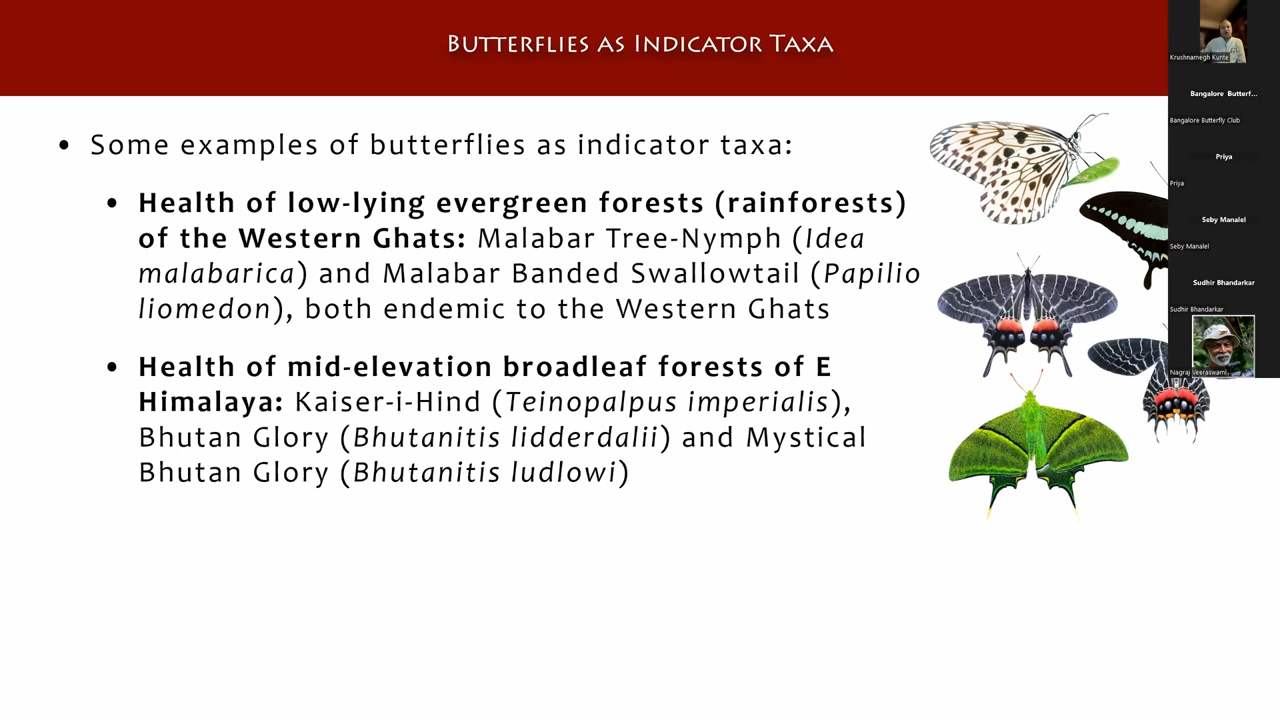 BUTTERFLIES AS INDICATOR TAXA
• Some examples of butterflies as indicator taxa:
• Health of low-lying evergreen forests (rainforests)
of the Western Ghats: Malabar Tree-Nymph (Idea
malabarica) and Malabar Banded Swallowtail (Papilio
liomedon), both endemic to the Western Ghats
• Health of mid-elevation broadleaf forests of E
Himalaya: Kaiser-i-Hind (Teinopalpus imperialis),
Bhutan Glory (Bhutanitis lidderdalii) and Mystical
Bhutan Glory (Bhutanitis ludlowi)
Krushnamegh Kunte
Bangalore Butterf...
Bangalore Butterfly Club
Priya
Priya
Seby Manalel
Seby Manalel
Sudhir Bhandarkar
Sudhir Bhandarkar
Nagraj Veeraswami